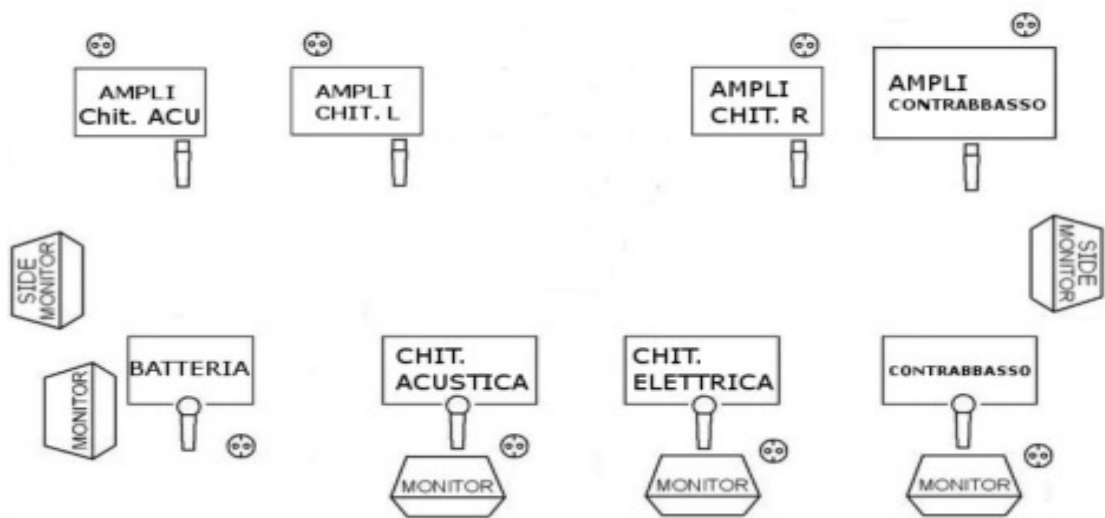 AMPLI
Chit. ACU
AMPLI
CHIT. L
AMPLI
CHIT. R
AMPLI
CONTRABBASSO
SIDE
MONITOR
SIDE
MONITOR
MONITOR
BATTERIA
CHIT.
ACUSTICA
CHIT.
ELETTRICA
CONTRABBASSO
MONITOR
MONITOR
MONITOR